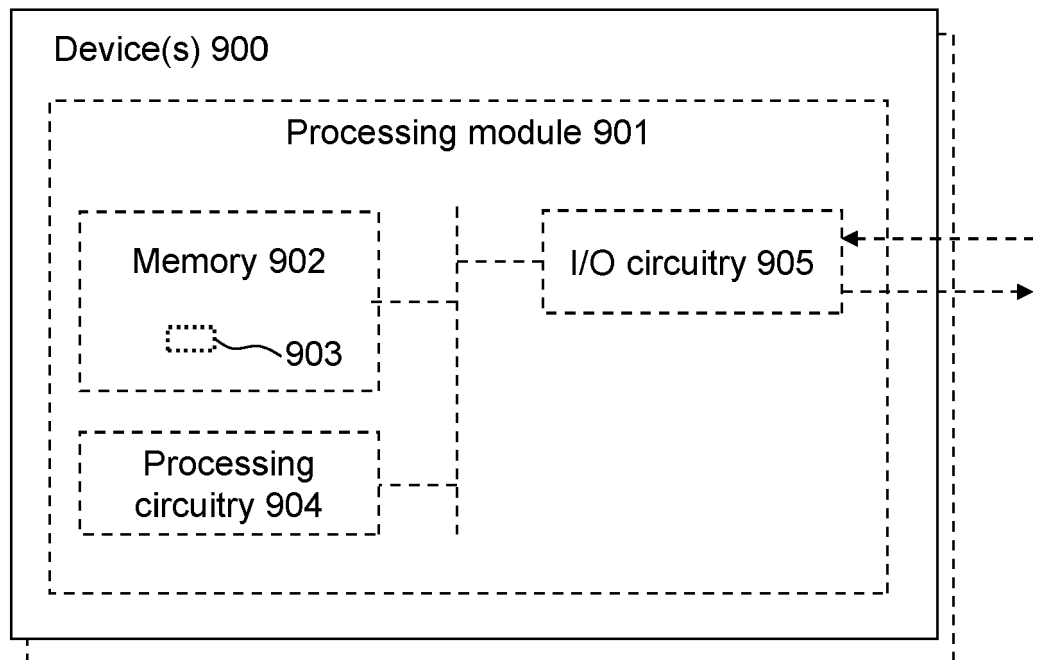 Device(s) 900
Processing module 901
Memory 902
903
I/O circuitry 905
Processing
circuitry 904